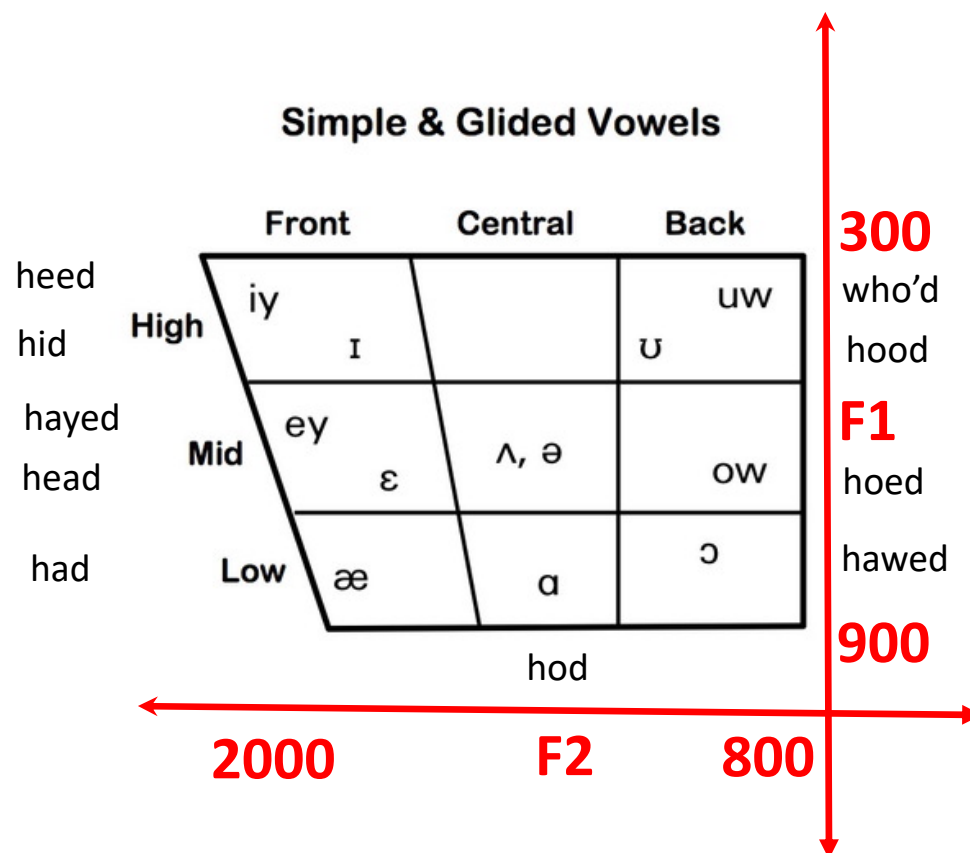 Simple & Glided Vowels
Front Central Back
300
heed
iy
uw
who’d
High
hid
ɪ
ʊ
hood
hayed
ey
F1
Mid
ʌ, ə
head
ɛ
ow
hoed
had
Low
æ
ɑ
ɔ
hawed
900
hod
2000 F2 800